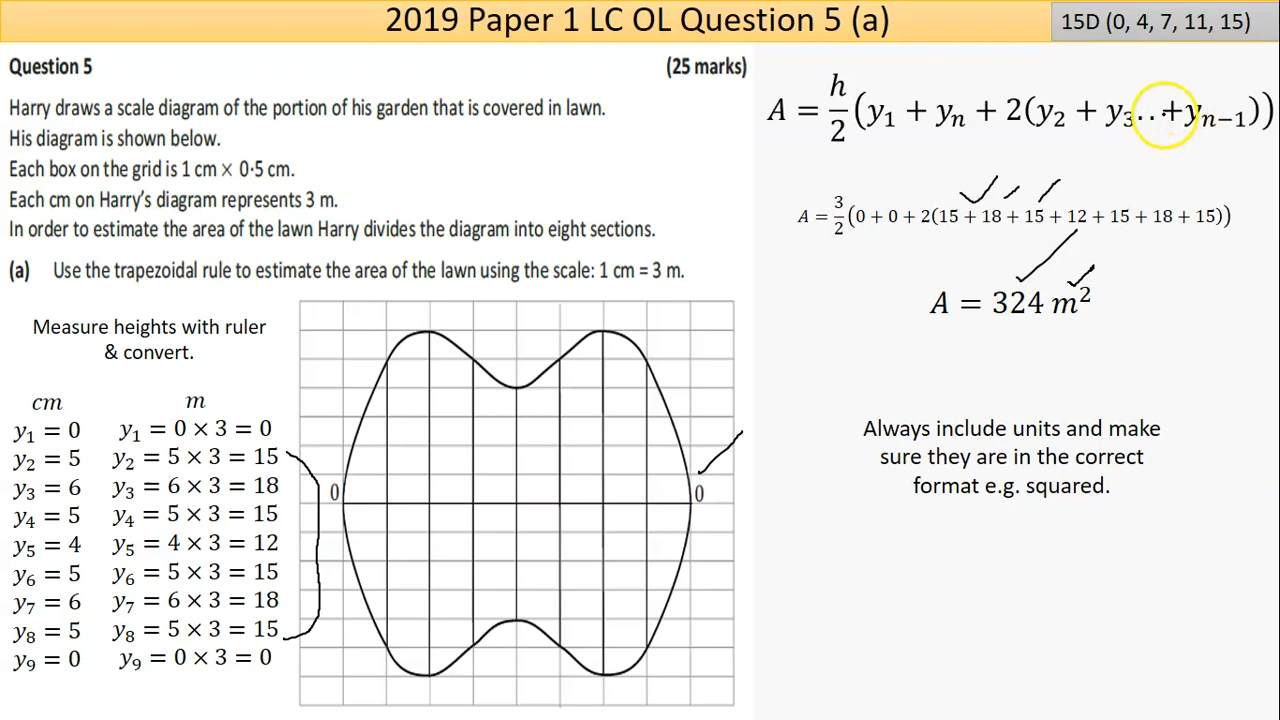 2019 Paper 1 LC OL Question 5 (a)
15D (0, 4, 7, 11, 15)
Question 5 (25 marks)
Harry draws a scale diagram of the portion of his garden that is covered in lawn.
His diagram is shown below.
Each box on the grid is 1 cm × 0·5 cm.
Each cm on Harry's diagram represents 3 m.
In order to estimate the area of the lawn Harry divides the diagram into eight sections.
(a) Use the trapezoidal rule to estimate the area of the lawn using the scale: 1 cm = 3 m.
Measure heights with ruler
& convert.
cm m
y₁ = 0 y₁ = 0 × 3 = 0
y₂ = 5 y₂ = 5 × 3 = 15
y₃ = 6 y₃ = 6 × 3 = 18
y₄ = 5 y₄ = 5 × 3 = 15
y₅ = 4 y₅ = 4 × 3 = 12
y₆ = 5 y₆ = 5 × 3 = 15
y₇ = 6 y₇ = 6 × 3 = 18
y₈ = 5 y₈ = 5 × 3 = 15
y₉ = 0 y₉ = 0 × 3 = 0
0 0
A = h/2 (y₁ + yₙ + 2(y₂ + y₃…+yₙ₋₁))
A = 3/2 (0 + 0 + 2(15 + 18 + 15 + 12 + 15 + 18 + 15))
A = 324 m²
Always include units and make
sure they are in the correct
format e.g. squared.